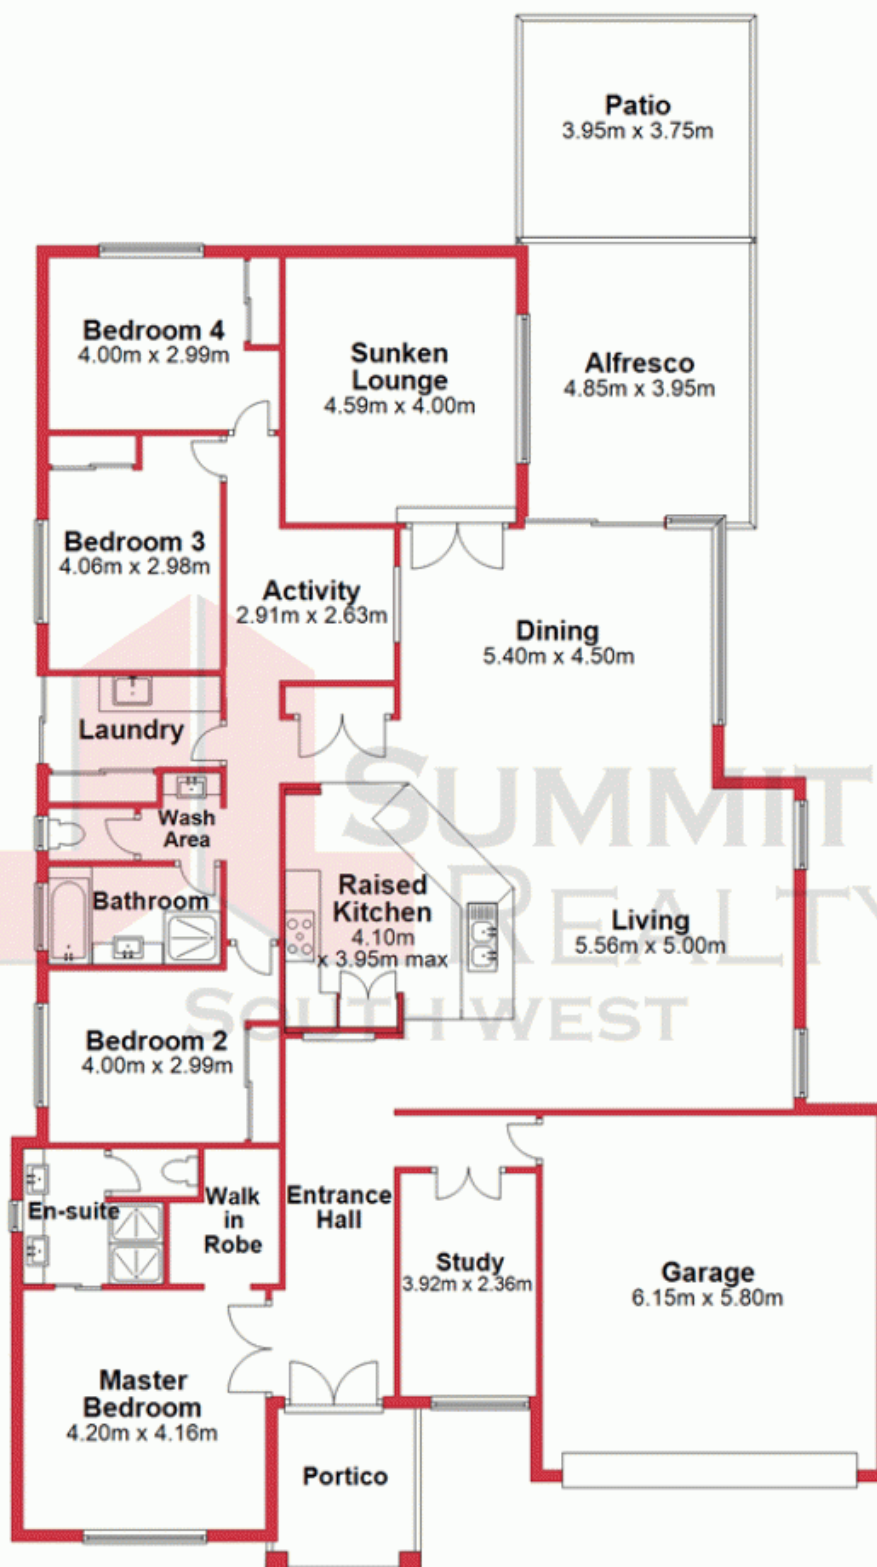 Patio
3.95m x 3.75m
Bedroom 4
4.00m x 2.99m
Sunken
Lounge
4.59m x 4.00m
Alfresco
4.85m x 3.95m
Bedroom 3
4.06m x 2.98m
Activity
2.91m x 2.63m
Dining
5.40m x 4.50m
Laundry
Wash
Area
SUMMIT
REALTY
SOUTH WEST
Bathroom
Raised
Kitchen
4.10m
x 3.95m max
Living
5.56m x 5.00m
Bedroom 2
4.00m x 2.99m
En-suite
Walk
in
Robe
Entrance
Hall
Study
3.92m x 2.36m
Garage
6.15m x 5.80m
Master
Bedroom
4.20m x 4.16m
Portico